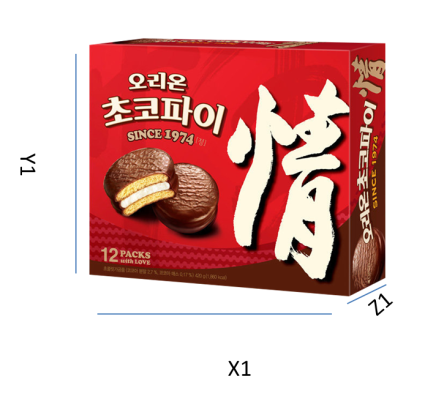 오리온
초코파이
SINCE 1974
情
12 PACKS
with LOVE
情
오리온 초코파이
SINCE 1974
Y1
Z1
X1